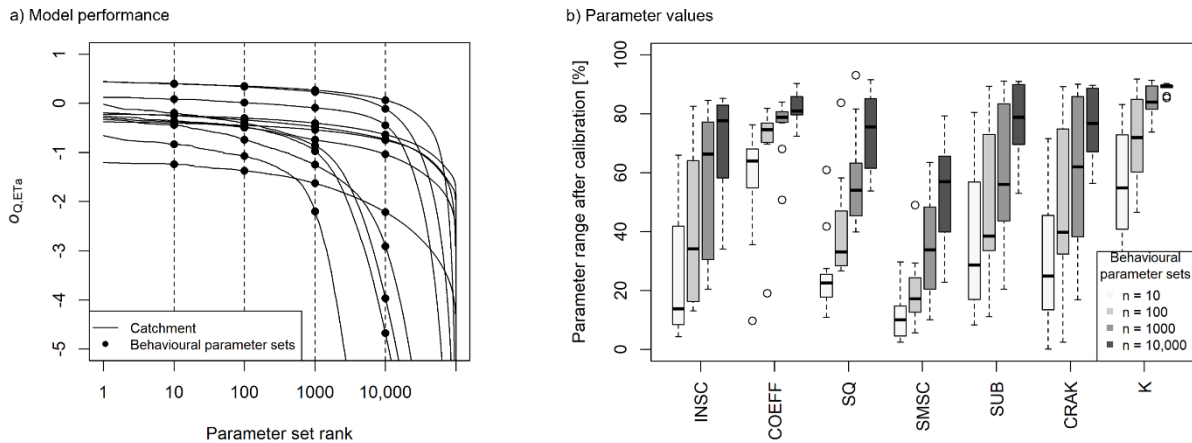 a) Model performance
1
0
-1
-2
-3
-4
-5
oQ,ETa
Catchment
Behavioural parameter sets
1
10
100
1000
10,000
Parameter set rank
b) Parameter values
100
80
60
40
20
0
Parameter range after calibration [%]
Behavioural
parameter sets
n = 10
n = 100
n = 1000
n = 10,000
INSC
COEFF
SQ
SMSC
SUB
CRAK
K